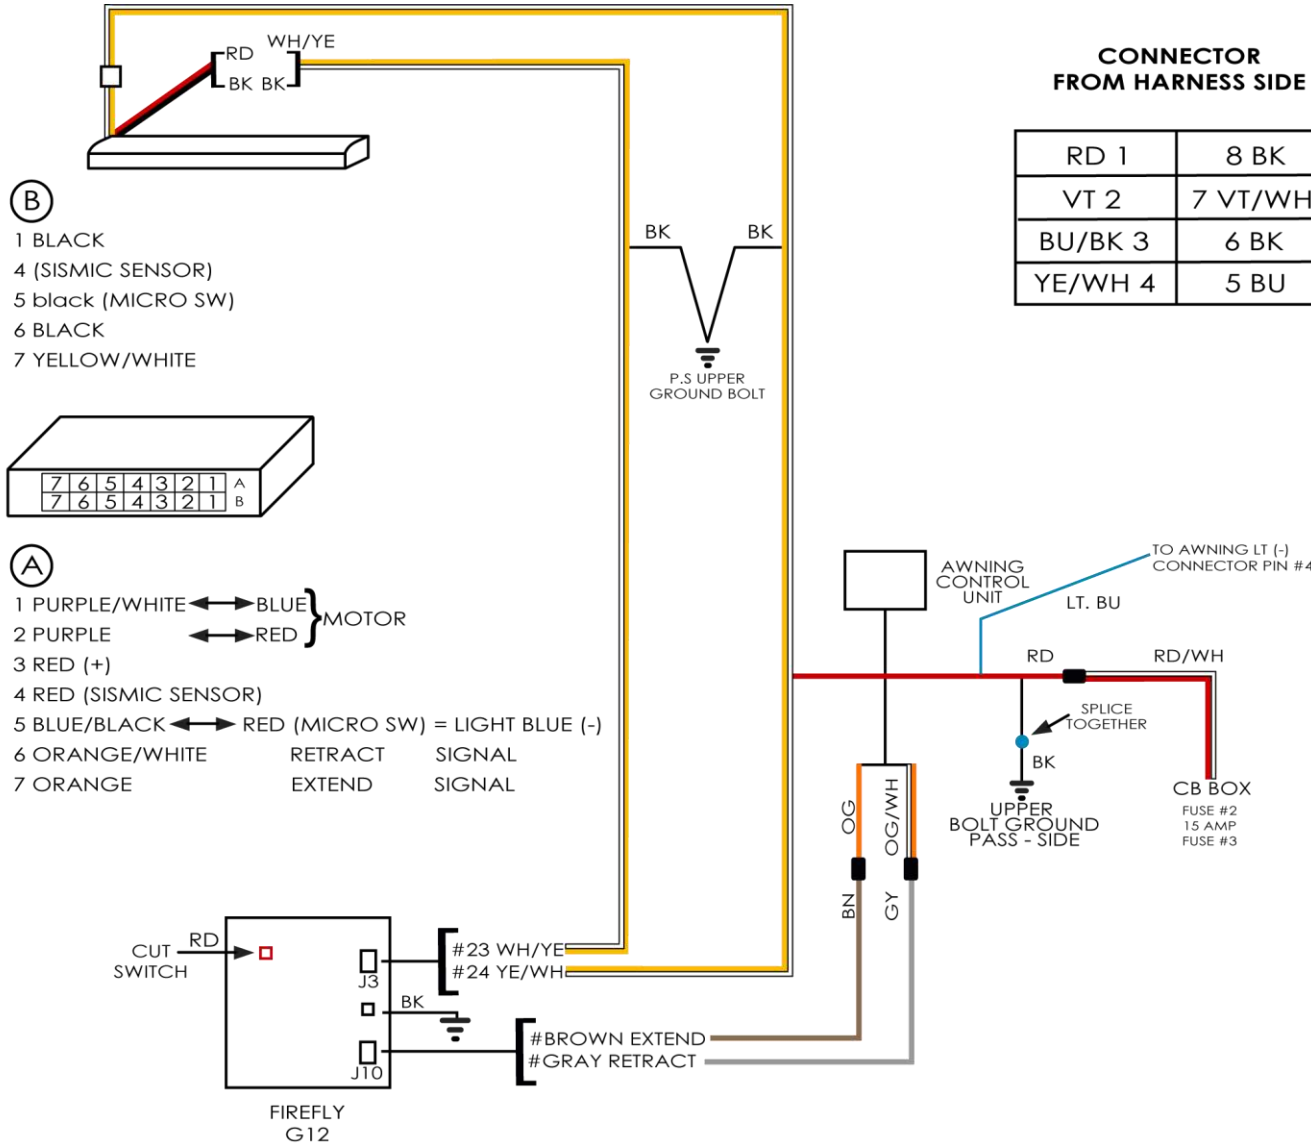 WH/YE
RD
BK BK
CONNECTOR
FROM HARNESS SIDE
RD 1 8 BK
VT 2 7 VT/WH
BU/BK 3 6 BK
YE/WH 4 5 BU
B
1 BLACK
4 (SISMIC SENSOR)
5 black (MICRO SW)
6 BLACK
7 YELLOW/WHITE
BK BK
P.S UPPER
GROUND BOLT
7 6 5 4 3 2 1 A
7 6 5 4 3 2 1 B
A
1 PURPLE/WHITE BLUE
2 PURPLE RED
MOTOR
3 RED (+)
4 RED (SISMIC SENSOR)
5 BLUE/BLACK RED (MICRO SW) = LIGHT BLUE (-)
6 ORANGE/WHITE RETRACT SIGNAL
7 ORANGE EXTEND SIGNAL
AWNING
CONTROL
UNIT
TO AWNING LT (-)
CONNECTOR PIN #4
LT. BU
RD
RD/WH
SPLICE
TOGETHER
BK
UPPER
BOLT GROUND
PASS - SIDE
CB BOX
FUSE #2
15 AMP
FUSE #3
OG
OG/WH
BN
GY
CUT
SWITCH
RD
J3
#23 WH/YE
#24 YE/WH
BK
J10
#BROWN EXTEND
#GRAY RETRACT
FIREFLY
G12